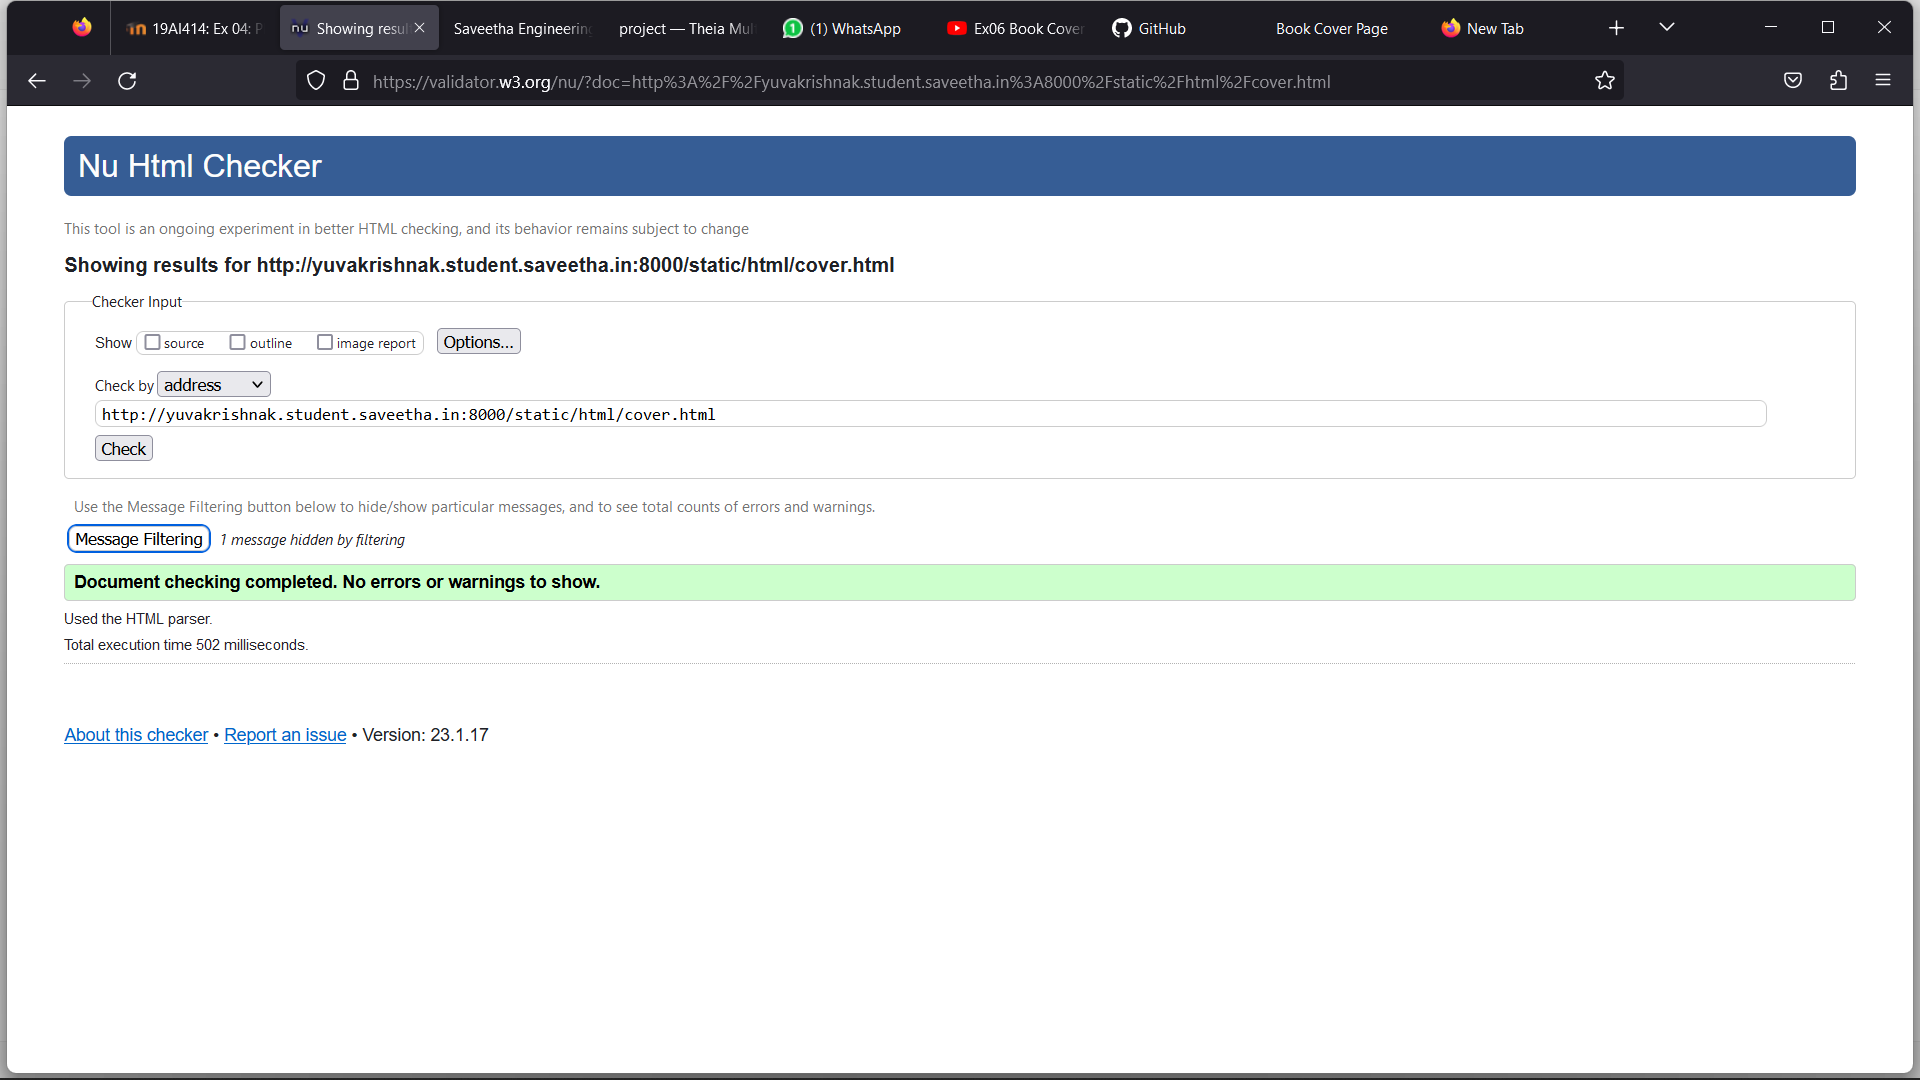 19AI414: Ex 04: P
nu Showing resul
Saveetha Engineering
project — Theia Mul
(1) WhatsApp
Ex06 Book Cover
GitHub
Book Cover Page
New Tab
https://validator.w3.org/nu/?doc=http%3A%2F%2Fyuvakrishnak.student.saveetha.in%3A8000%2Fstatic%2Fhtml%2Fcover.html
Nu Html Checker
This tool is an ongoing experiment in better HTML checking, and its behavior remains subject to change
Showing results for http://yuvakrishnak.student.saveetha.in:8000/static/html/cover.html
Checker Input
Show source outline image report Options...
Check by address
http://yuvakrishnak.student.saveetha.in:8000/static/html/cover.html
Check
Use the Message Filtering button below to hide/show particular messages, and to see total counts of errors and warnings.
Message Filtering 1 message hidden by filtering
Document checking completed. No errors or warnings to show.
Used the HTML parser.
Total execution time 502 milliseconds.
About this checker • Report an issue • Version: 23.1.17